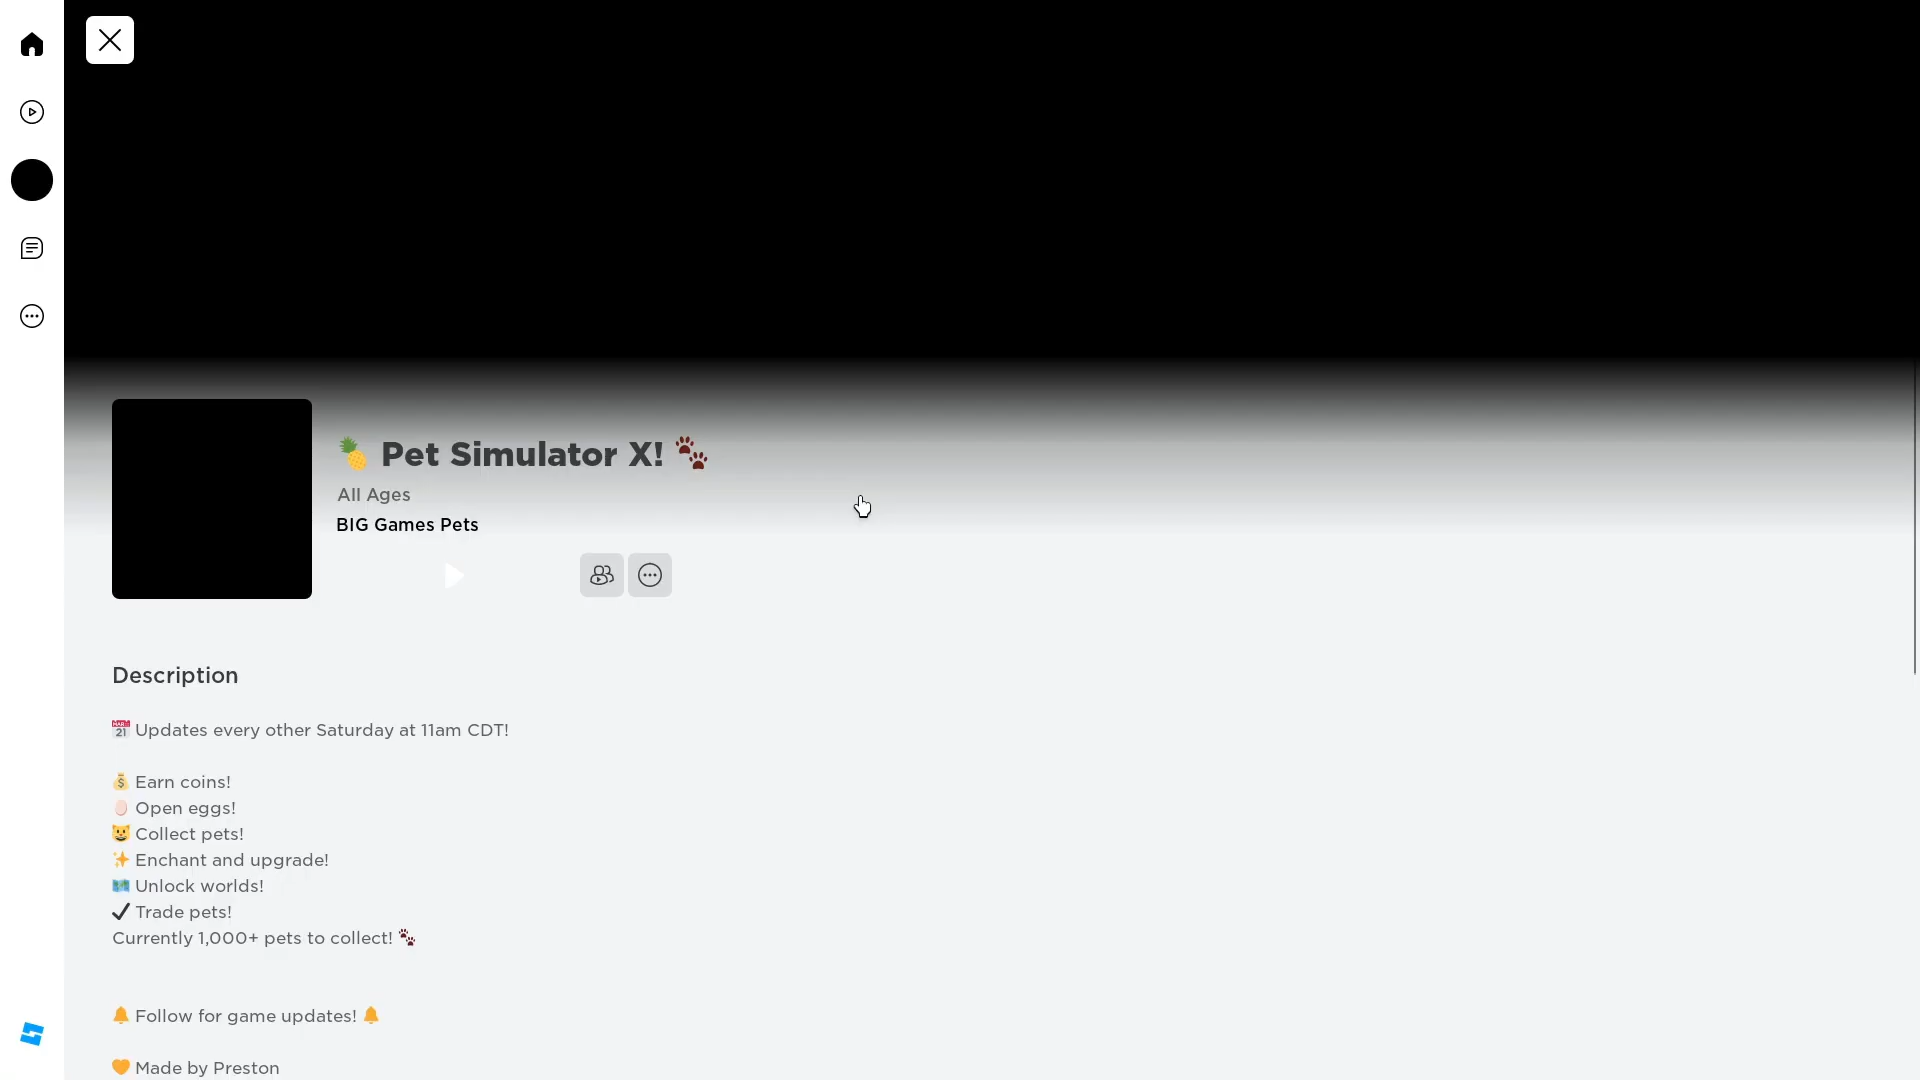 🍍 Pet Simulator X! 🐾
All Ages
BIG Games Pets
Description
📅 Updates every other Saturday at 11am CDT!
💰 Earn coins!
🥚 Open eggs!
😺 Collect pets!
✨ Enchant and upgrade!
🗺️ Unlock worlds!
✔️ Trade pets!
Currently 1,000+ pets to collect! 🐾
🔔 Follow for game updates! 🔔
🧡 Made by Preston